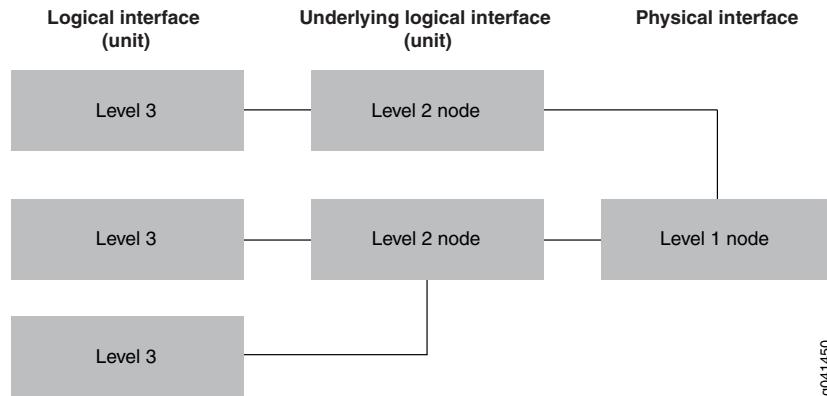 Logical interface
(unit)
Underlying logical interface
(unit)
Physical interface
Level 3
Level 2 node
Level 3
Level 2 node
Level 1 node
Level 3
g041450